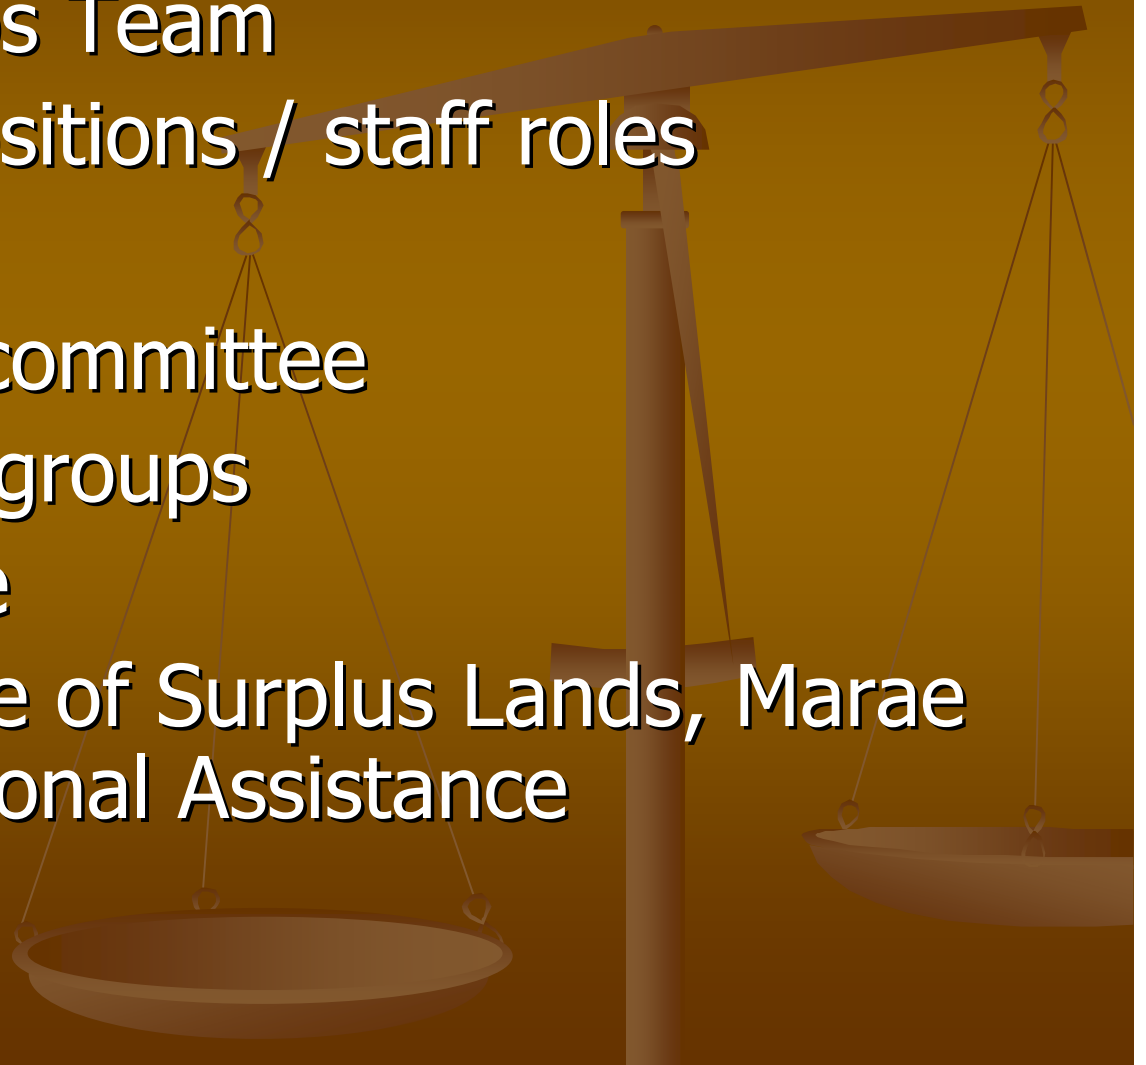 s Team
sitions / staff roles
committee
groups
e
e of Surplus Lands, Marae
onal Assistance